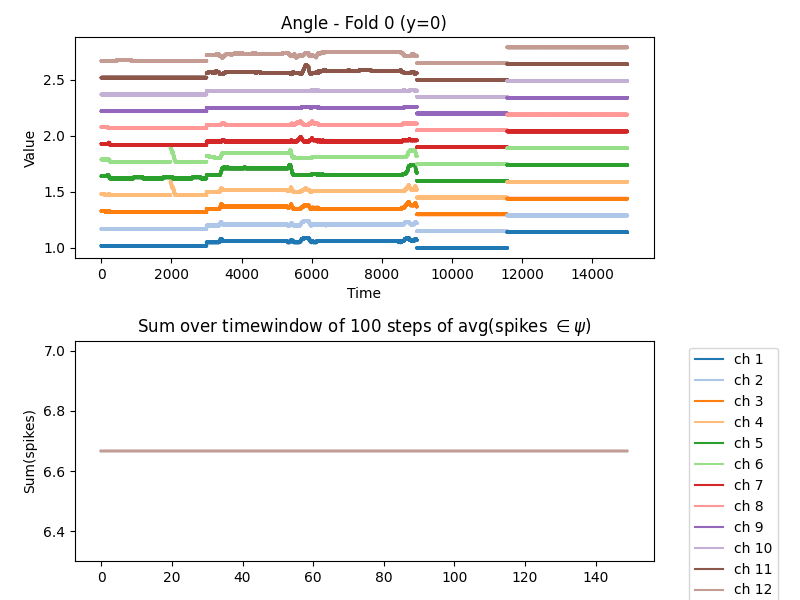 Angle - Fold 0 (y=0)
Value
2.5
2.0
1.5
1.0
0 2000 4000 6000 8000 10000 12000 14000
Time
Sum over timewindow of 100 steps of avg(spikes ∈ ψ)
Sum(spikes)
7.0
6.8
6.6
6.4
0 20 40 60 80 100 120 140
ch 1
ch 2
ch 3
ch 4
ch 5
ch 6
ch 7
ch 8
ch 9
ch 10
ch 11
ch 12